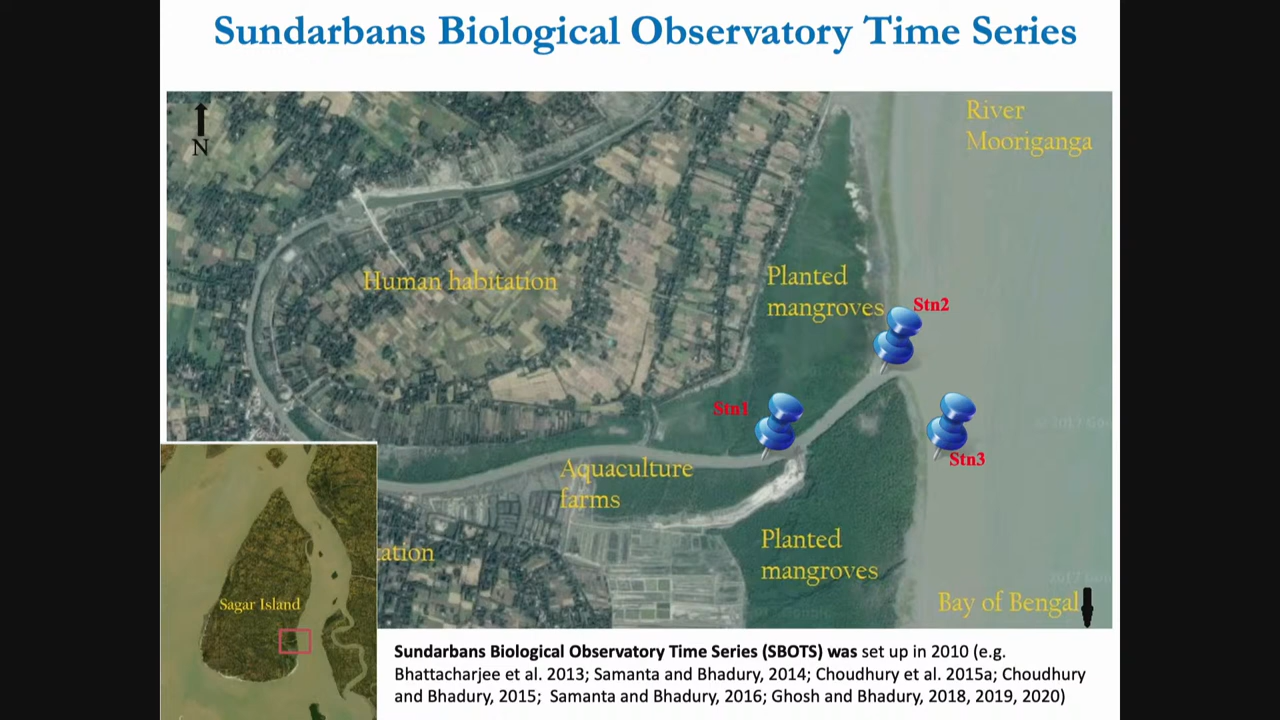 Sundarbans Biological Observatory Time Series
River
Mooriganga
N
Human habitation
Planted
mangroves
Stn2
Stn1
Stn3
Aquaculture
farms
Planted
mangroves
ation
Bay of Bengal
Sagar Island
Sundarbans Biological Observatory Time Series (SBOTS) was set up in 2010 (e.g.
Bhattacharjee et al. 2013; Samanta and Bhadury, 2014; Choudhury et al. 2015a; Choudhury
and Bhadury, 2015; Samanta and Bhadury, 2016; Ghosh and Bhadury, 2018, 2019, 2020)